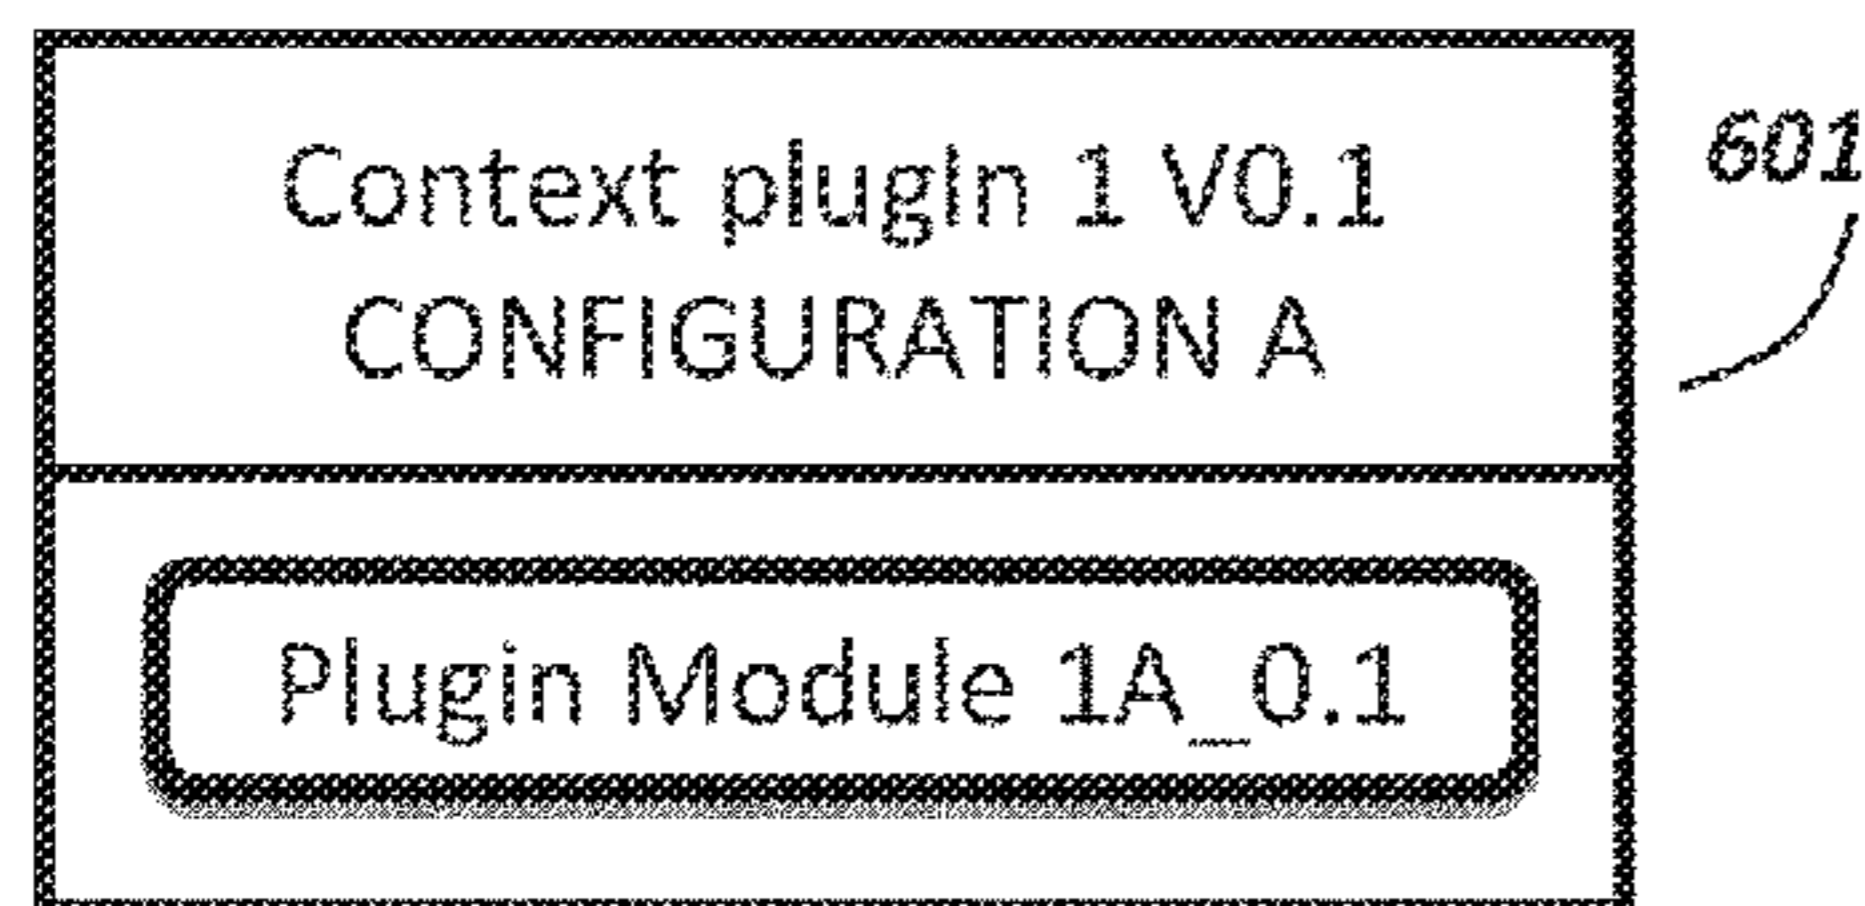 Context plugIn 1 V0.1
CONFIGURATION A
601
Plugin Module 1A_0.1